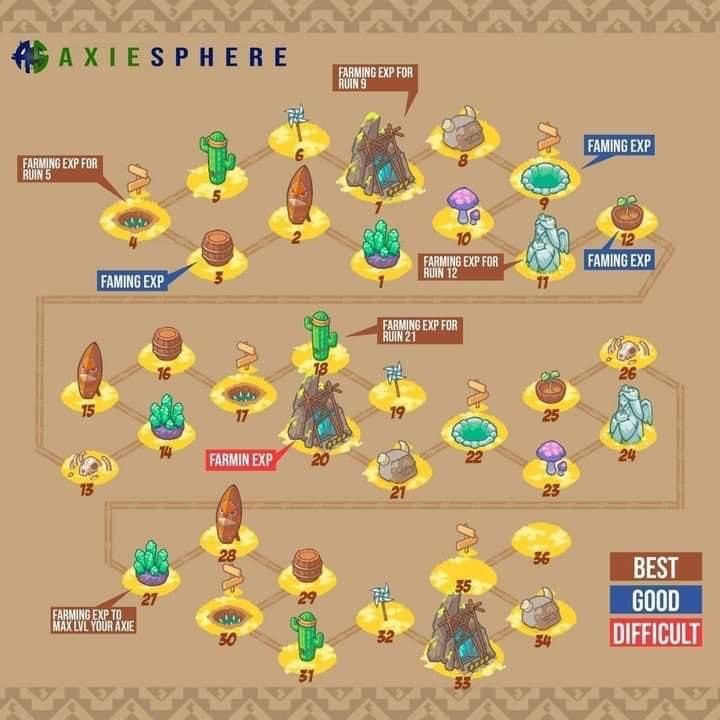 AXIESPHERE
FARMING EXP FOR
RUIN 9
FAMING EXP
FARMING EXP FOR
RUIN 5
6
8
5
7
9
4
2
10
12
FAMING EXP
3
1
FARMING EXP FOR
RUIN 12
11
FAMING EXP
FARMING EXP FOR
RUIN 21
16
18
26
15
17
19
25
14
FARMIN EXP
20
22
24
13
21
23
28
36
27
29
35
BEST
GOOD
DIFFICULT
FARMING EXP TO
MAX LVL YOUR AXIE
30
32
34
31
33